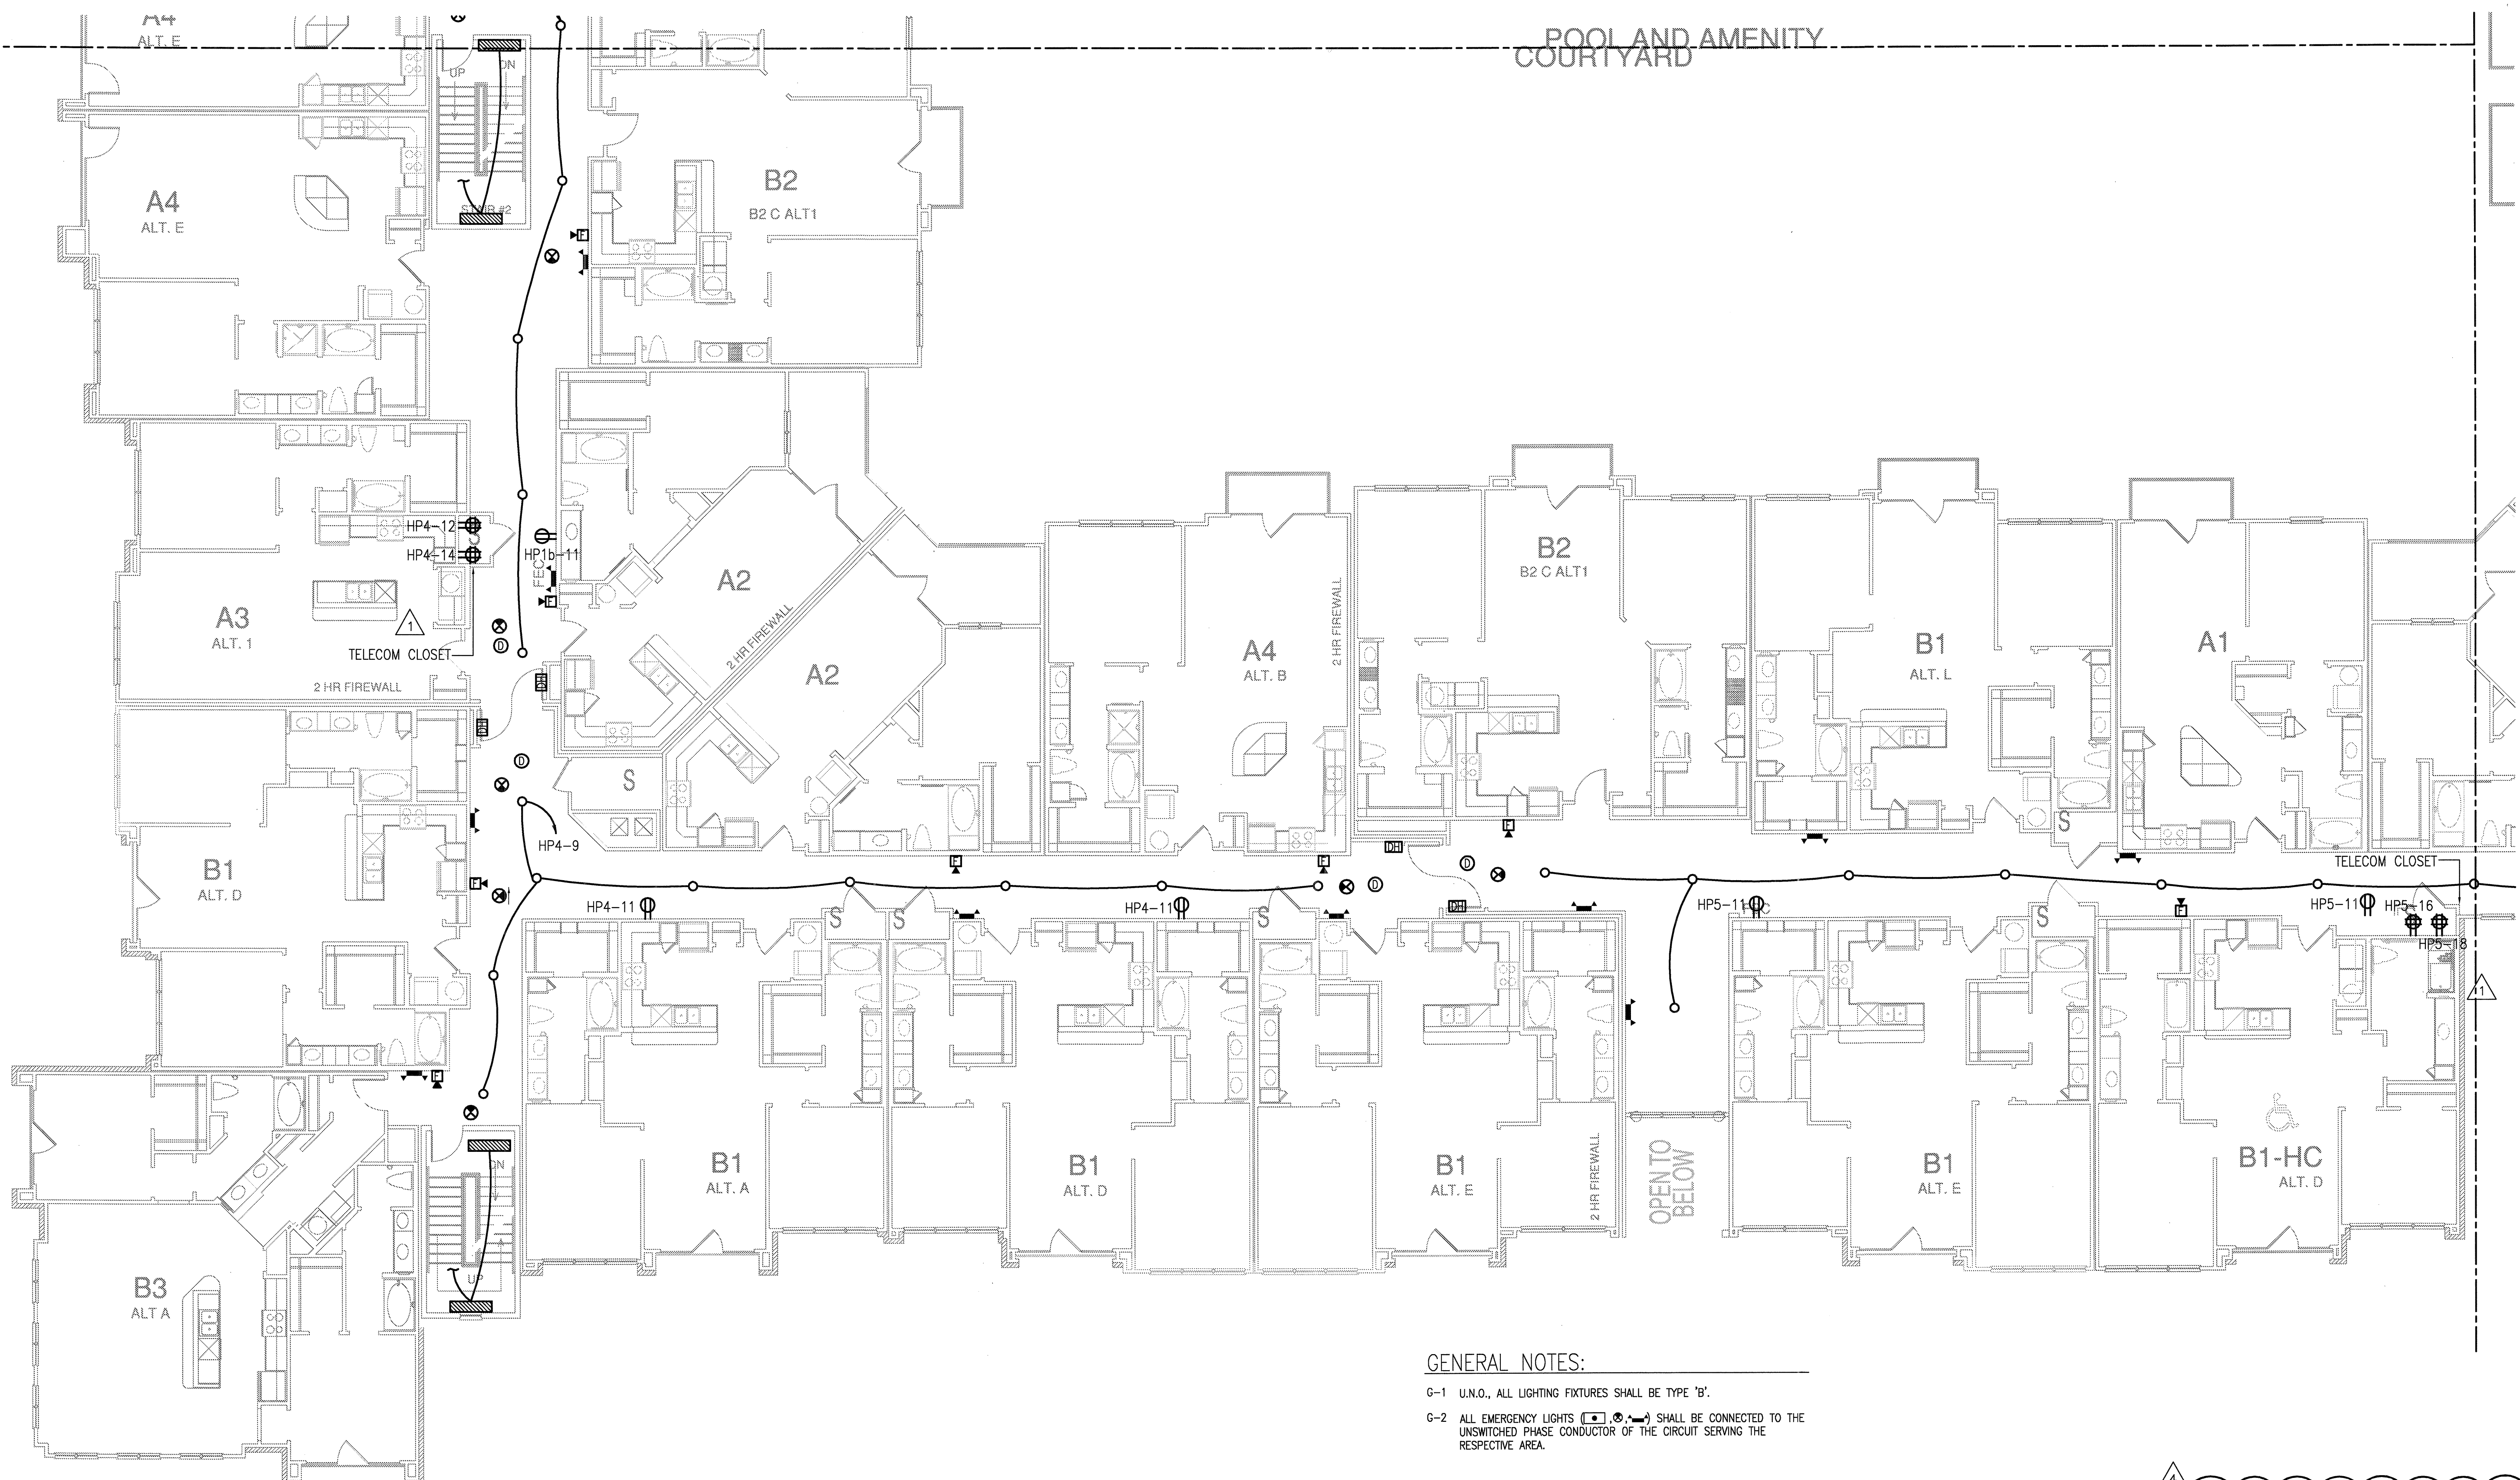 A4
ALT. E
POOL AND AMENITY
COURTYARD
UP
DN
STAIR #2
A4
ALT. E
B2
B2 C ALT1
F
HP4-12
HP4-14
S
HP1b-11
FEC
F
A3
ALT. 1
1
TELECOM CLOSET
2 HR FIREWALL
D
DH
DH
D
A2
2 HR FIREWALL
A2
A4
ALT. B
2 HR FIREWALL
B2
B2 C ALT1
B1
ALT. L
A1
S
HP4-9
S
B1
ALT. D
F
F
F
DH
D
D
DH
F
TELECOM CLOSET
HP4-11
S
S
HP4-11
S
HP5-11
S
F
HP5-11
HP5-16
HP5-18
1
F
DN
UP
B1
ALT. A
B1
ALT. D
B1
ALT. E
2 HR FIREWALL
OPEN TO
BELOW
B1
ALT. E
B1-HC
ALT. D
B3
ALT A
GENERAL NOTES:
G-1 U.N.O., ALL LIGHTING FIXTURES SHALL BE TYPE 'B'.
G-2 ALL EMERGENCY LIGHTS ( , , ) SHALL BE CONNECTED TO THE
UNSWITCHED PHASE CONDUCTOR OF THE CIRCUIT SERVING THE
RESPECTIVE AREA.